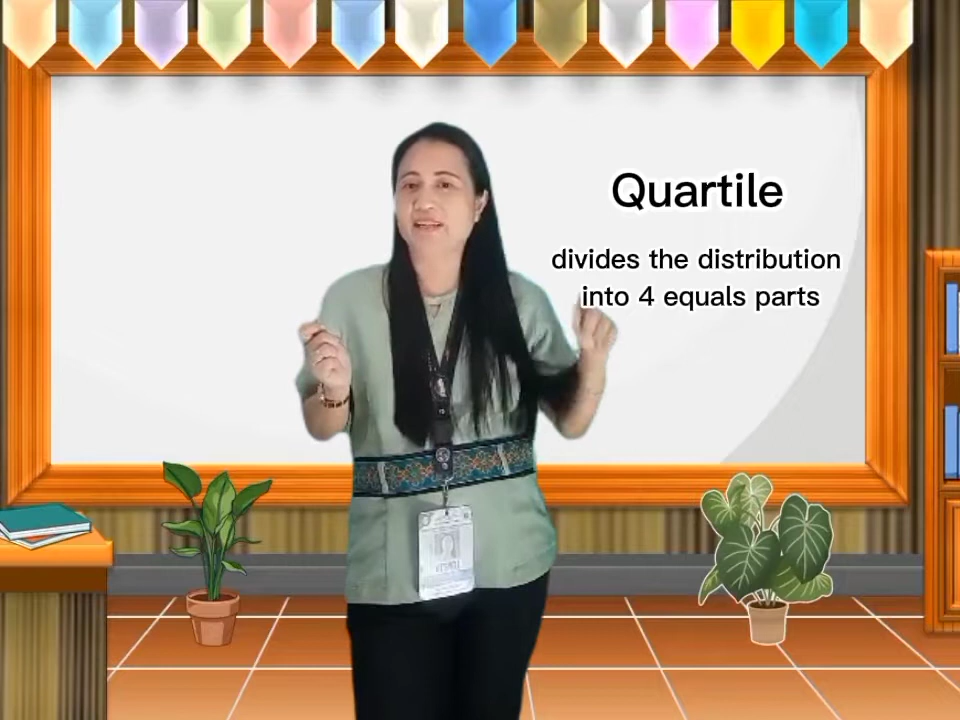 Quartile
divides the distribution
into 4 equals parts